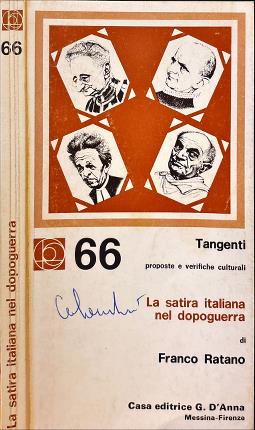 66
La satira italiana nel dopoguerra
66
Tangenti
proposte e verifiche culturali
La satira italiana
nel dopoguerra
di
Franco Ratano
Casa editrice G. D'Anna
Messina-Firenze